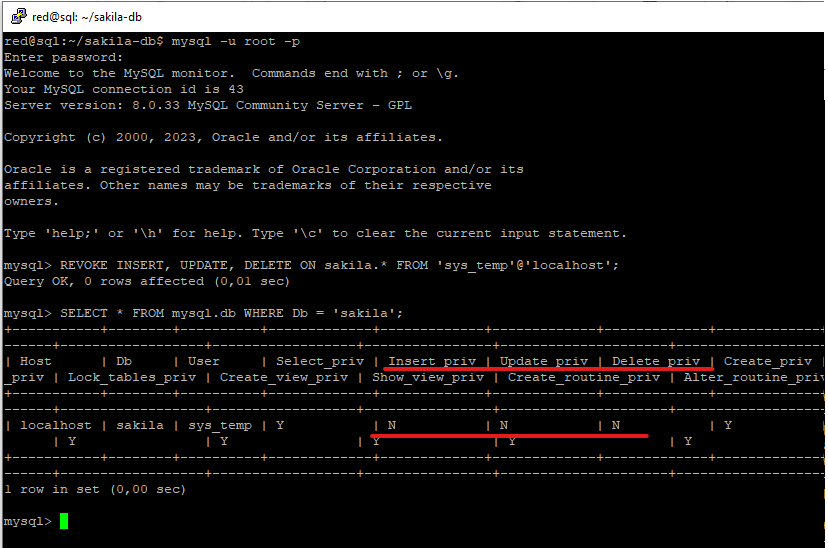 red@sql: ~/sakila-db
red@sql:~/sakila-db$ mysql -u root -p
Enter password:
Welcome to the MySQL monitor.  Commands end with ; or \g.
Your MySQL connection id is 43
Server version: 8.0.33 MySQL Community Server - GPL
Copyright (c) 2000, 2023, Oracle and/or its affiliates.
Oracle is a registered trademark of Oracle Corporation and/or its
affiliates. Other names may be trademarks of their respective
owners.
Type 'help;' or '\h' for help. Type '\c' to clear the current input statement.
mysql> REVOKE INSERT, UPDATE, DELETE ON sakila.* FROM 'sys_temp'@'localhost';
Query OK, 0 rows affected (0,01 sec)
mysql> SELECT * FROM mysql.db WHERE Db = 'sakila';
| Host      | Db     | User     | Select_priv | Insert_priv | Update_priv | Delete_priv | Create_priv
_priv | Lock_tables_priv | Create_view_priv | Show_view_priv | Create_routine_priv | Alter_routine_priv
| localhost | sakila | sys_temp | Y           | N           | N           | N           | Y
      | Y                | Y                | Y              | Y                   | Y
1 row in set (0,00 sec)
mysql>